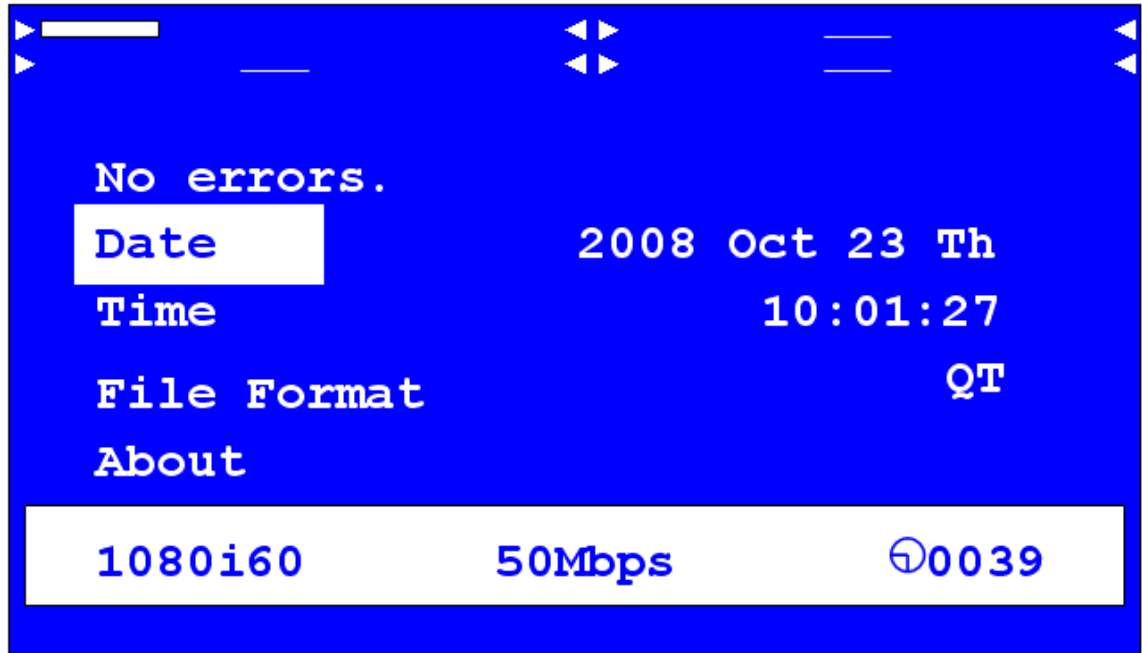 No errors.
Date 2008 Oct 23 Th
Time 10:01:27
File Format QT
About
1080i60 50Mbps 0039